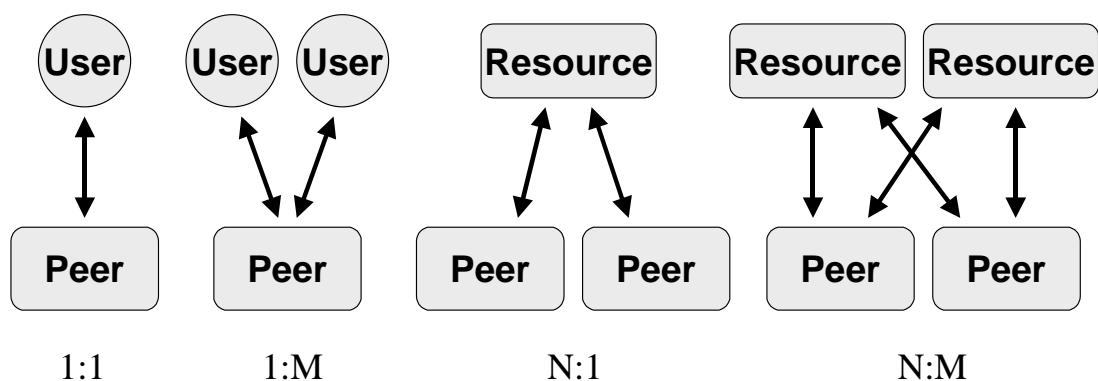 User User User Resource Resource Resource
Peer Peer Peer Peer Peer Peer
1:1 1:M N:1 N:M